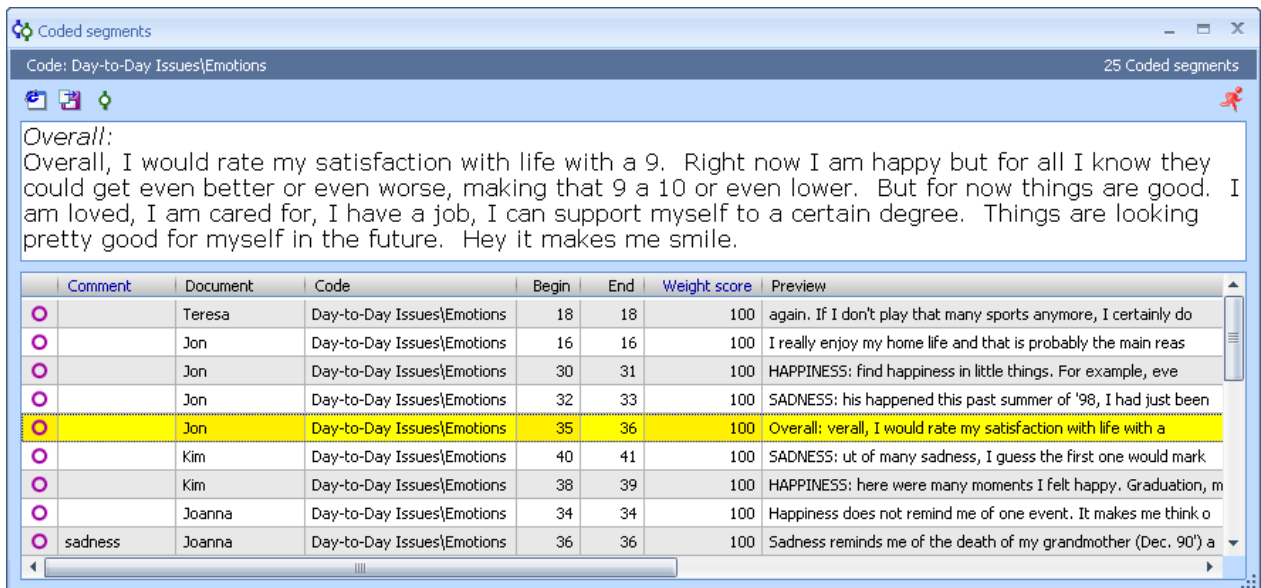 Coded segments
Code: Day-to-Day Issues\Emotions 25 Coded segments
Overall:
Overall, I would rate my satisfaction with life with a 9. Right now I am happy but for all I know they
could get even better or even worse, making that 9 a 10 or even lower. But for now things are good. I
am loved, I am cared for, I have a job, I can support myself to a certain degree. Things are looking
pretty good for myself in the future. Hey it makes me smile.
Comment Document Code Begin End Weight score Preview
Teresa Day-to-Day Issues\Emotions 18 18 100 again. If I don't play that many sports anymore, I certainly do
Jon Day-to-Day Issues\Emotions 16 16 100 I really enjoy my home life and that is probably the main reas
Jon Day-to-Day Issues\Emotions 30 31 100 HAPPINESS: find happiness in little things. For example, eve
Jon Day-to-Day Issues\Emotions 32 33 100 SADNESS: his happened this past summer of '98, I had just been
Jon Day-to-Day Issues\Emotions 35 36 100 Overall: verall, I would rate my satisfaction with life with a
Kim Day-to-Day Issues\Emotions 40 41 100 SADNESS: ut of many sadness, I guess the first one would mark
Kim Day-to-Day Issues\Emotions 38 39 100 HAPPINESS: here were many moments I felt happy. Graduation, m
Joanna Day-to-Day Issues\Emotions 34 34 100 Happiness does not remind me of one event. It makes me think o
sadness Joanna Day-to-Day Issues\Emotions 36 36 100 Sadness reminds me of the death of my grandmother (Dec. 90') a